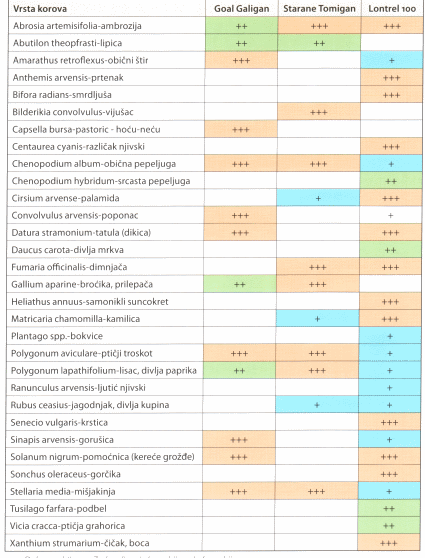 Vrsta korova Goal Galigan Starane Tomigan Lontrel 100
Abrosia artemisifolia-ambrozija ++ +++ +++
Abutilon theopfrasti-lipica ++ ++
Amarathus retroflexus-obični štir +++ +
Anthemis arvensis-prtenak +++
Bifora radians-smrdljuša +++
Bilderikia convolvulus-vijušac +++
Capsella bursa-pastoric - hoću-neću +++
Centaurea cyanis-različak njivski +++
Chenopodium album-obična pepeljuga +++ +++ +
Chenopodium hybridum-srcasta pepeljuga ++
Cirsium arvense-palamida + +++
Convolvulus arvensis-poponac +++ +
Datura stramonium-tatula (dikica) +++ +++
Daucus carota-divlja mrkva ++
Fumaria officinalis-dimnjača +++ +++
Gallium aparine-broćika, prilepača ++ +++
Heliathus annuus-samonikli suncokret +++
Matricaria chamomilla-kamilica + +++
Plantago spp.-bokvice +
Polygonum aviculare-ptičji troskot +++ +++ +
Polygonum lapathifolium-lisac, divlja paprika ++ +++ +
Ranunculus arvensis-ljutić njivski +
Rubus ceasius-jagodnjak, divlja kupina + +
Senecio vulgaris-krstica +++
Sinapis arvensis-gorušica +++ +
Solanum nigrum-pomoćnica (kereće grožđe) +++ +++
Sonchus oleraceus-gorčika +++
Stellaria media-mišjakinja +++ +++ +
Tusilago farfara-podbel ++
Vicia cracca-ptičja grahorica ++
Xanthium strumarium-čičak, boca +++